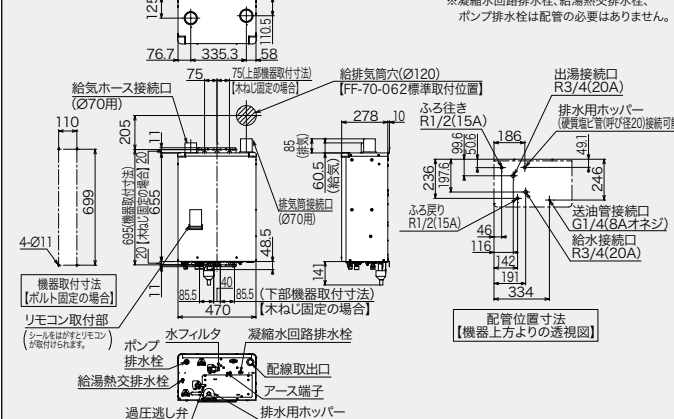 ※凝縮水回路排水栓、給湯熱交排水栓、
ポンプ排水栓は配管の必要はありません。
125
110.5
76.7
335.3
58
75
75(上部機器取付寸法)
【木ねじ固定の場合】
給排気筒穴(Ø120)
【FF-70-062標準取付位置】
給気ホース接続口
(Ø70用)
110
205
11
699
695(機器取付寸法)
20【木ねじ固定の場合】20
655
11
4-Ø11
機器取付寸法
【ボルト固定の場合】
リモコン取付部
(シールをはがすとリモコン
が取付けられます。)
排気筒接続口
(Ø70用)
48.5
40
85.5
85.5
(下部機器取付寸法)
【木ねじ固定の場合】
470
278
10
85
(排気)
60.5
(給気)
141
出湯接続口
R3/4(20A)
ふろ往き
R1/2(15A)
排水用ホッパー
(硬質塩ビ管(呼び径20)接続可能
186
99.6
50.6
49.1
236
197.6
246
ふろ戻り
R1/2(15A)
送油管接続口
G1/4(8Aオネジ)
給水接続口
R3/4(20A)
46
116
142
191
334
配管位置寸法
【機器上方よりの透視図】
水フィルタ
凝縮水回路排水栓
ポンプ
排水栓
配線取出口
給湯熱交排水栓
アース端子
過圧逃し弁
排水用ホッパー